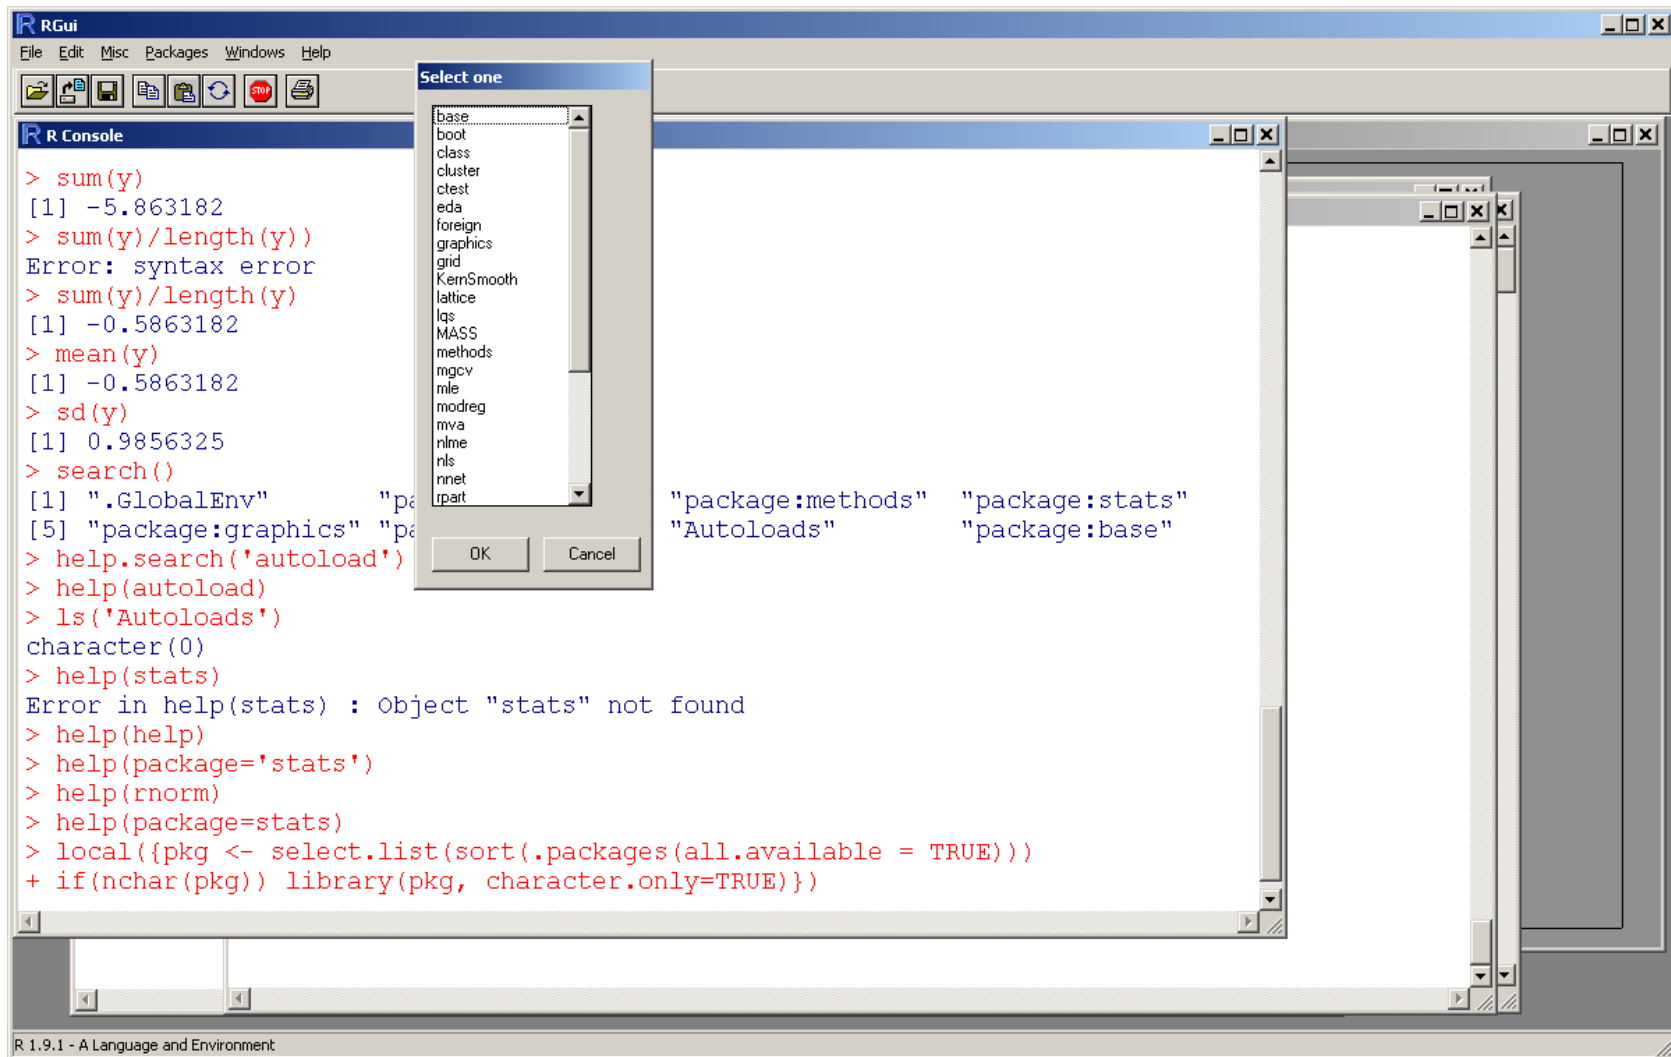 RGui
File Edit Misc Packages Windows Help
STOP
Select one
base
boot
class
cluster
ctest
eda
foreign
graphics
grid
KernSmooth
lattice
lqs
MASS
methods
mgcv
mle
modreg
mva
nlme
nls
nnet
rpart
OK Cancel
R Console
> sum(y)
[1] -5.863182
> sum(y)/length(y))
Error: syntax error
> sum(y)/length(y)
[1] -0.5863182
> mean(y)
[1] -0.5863182
> sd(y)
[1] 0.9856325
> search()
[1] ".GlobalEnv" "pa "package:methods" "package:stats"
[5] "package:graphics" "pa "Autoloads" "package:base"
> help.search('autoload')
> help(autoload)
> ls('Autoloads')
character(0)
> help(stats)
Error in help(stats) : Object "stats" not found
> help(help)
> help(package='stats')
> help(rnorm)
> help(package=stats)
> local({pkg <- select.list(sort(.packages(all.available = TRUE)))
+ if(nchar(pkg)) library(pkg, character.only=TRUE)})
R 1.9.1 - A Language and Environment